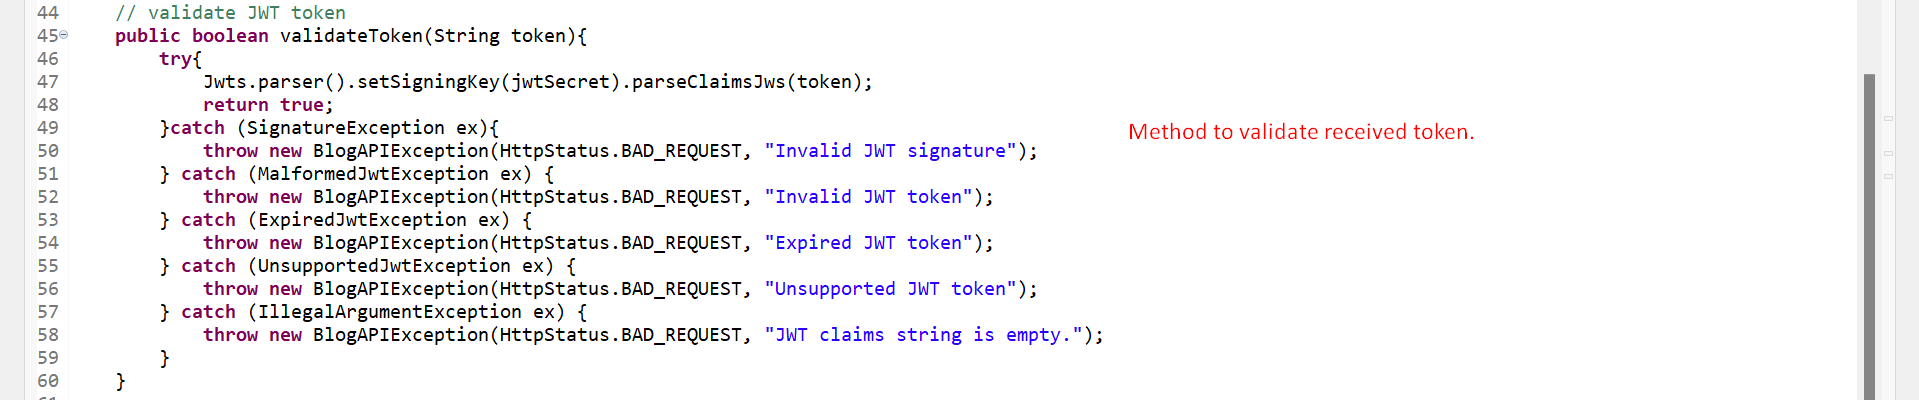 44 // validate JWT token
45 public boolean validateToken(String token){
46 try{
47 Jwts.parser().setSigningKey(jwtSecret).parseClaimsJws(token);
48 return true;
49 }catch (SignatureException ex){
Method to validate received token.
50 throw new BlogAPIException(HttpStatus.BAD_REQUEST, "Invalid JWT signature");
51 } catch (MalformedJwtException ex) {
52 throw new BlogAPIException(HttpStatus.BAD_REQUEST, "Invalid JWT token");
53 } catch (ExpiredJwtException ex) {
54 throw new BlogAPIException(HttpStatus.BAD_REQUEST, "Expired JWT token");
55 } catch (UnsupportedJwtException ex) {
56 throw new BlogAPIException(HttpStatus.BAD_REQUEST, "Unsupported JWT token");
57 } catch (IllegalArgumentException ex) {
58 throw new BlogAPIException(HttpStatus.BAD_REQUEST, "JWT claims string is empty.");
59 }
60 }